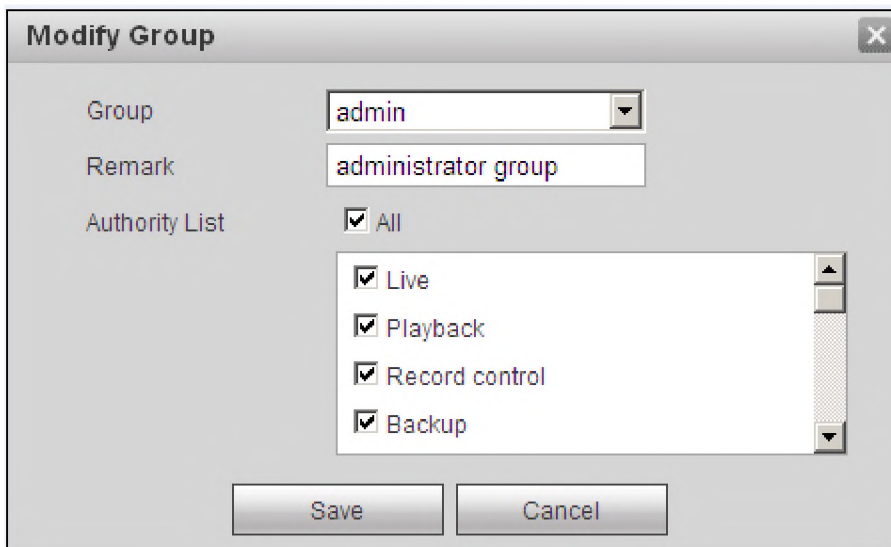 Modify Group
Group admin
Remark administrator group
Authority List All
Live
Playback
Record control
Backup
Save Cancel